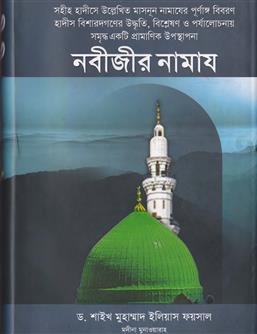 সহীহ হাদীসে উল্লেখিত মাসনূন নামাযের পূর্ণাঙ্গ বিবরণ
হাদীস বিশারদগণের উদ্ধৃতি, বিশ্লেষণ ও পর্যালোচনায়
সমৃদ্ধ একটি প্রামাণিক উপস্থাপনা
নবীজীর নামায
ড. শাইখ মুহাম্মাদ ইলিয়াস ফয়সাল
মদীনা মুনাওয়ারাহ